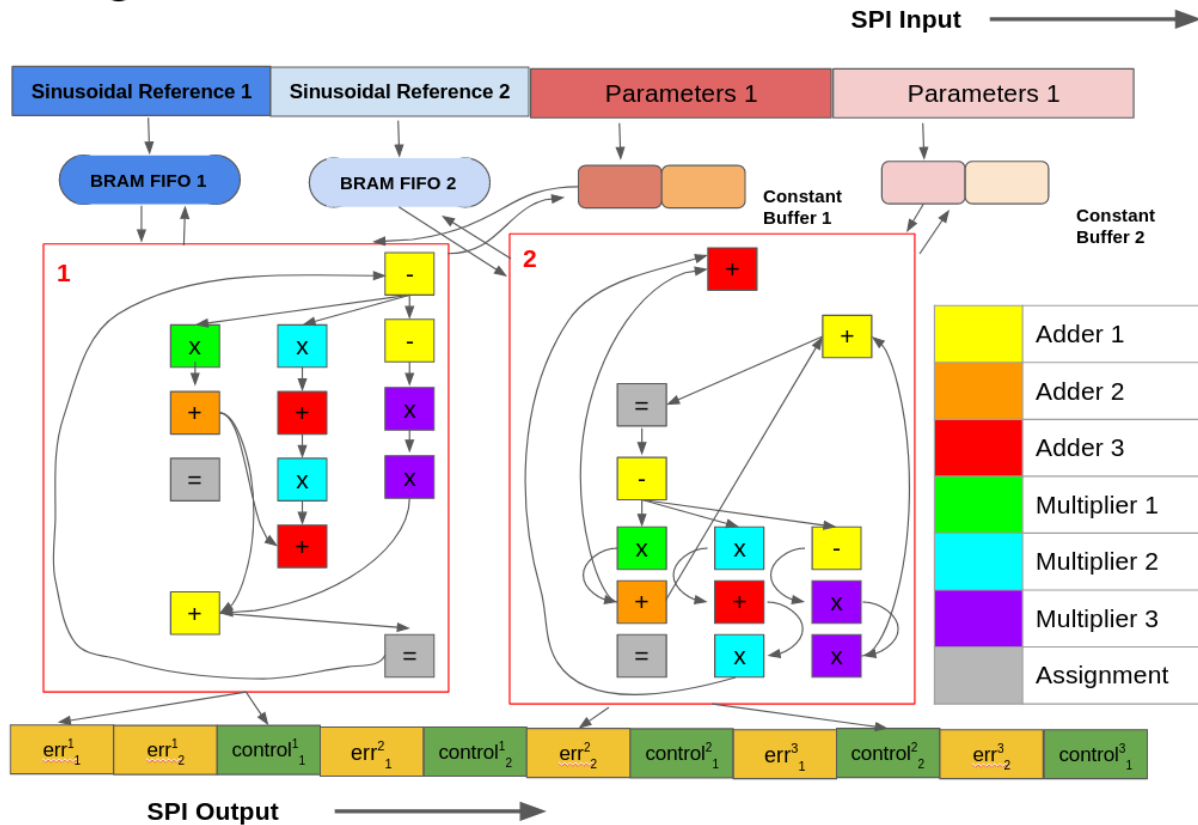 SPI Input
Sinusoidal Reference 1
Sinusoidal Reference 2
Parameters 1
Parameters 1
BRAM FIFO 1
BRAM FIFO 2
Constant
Buffer 1
Constant
Buffer 2
1
-
x
x
-
+
+
x
=
x
x
+
+
=
2
+
+
=
-
x
x
-
+
+
x
=
x
x
Adder 1
Adder 2
Adder 3
Multiplier 1
Multiplier 2
Multiplier 3
Assignment
err¹₁
err¹₂
control¹₁
err²₁
control¹₂
err²₂
control²₁
err³₁
control²₂
err³₂
control³₁
SPI Output